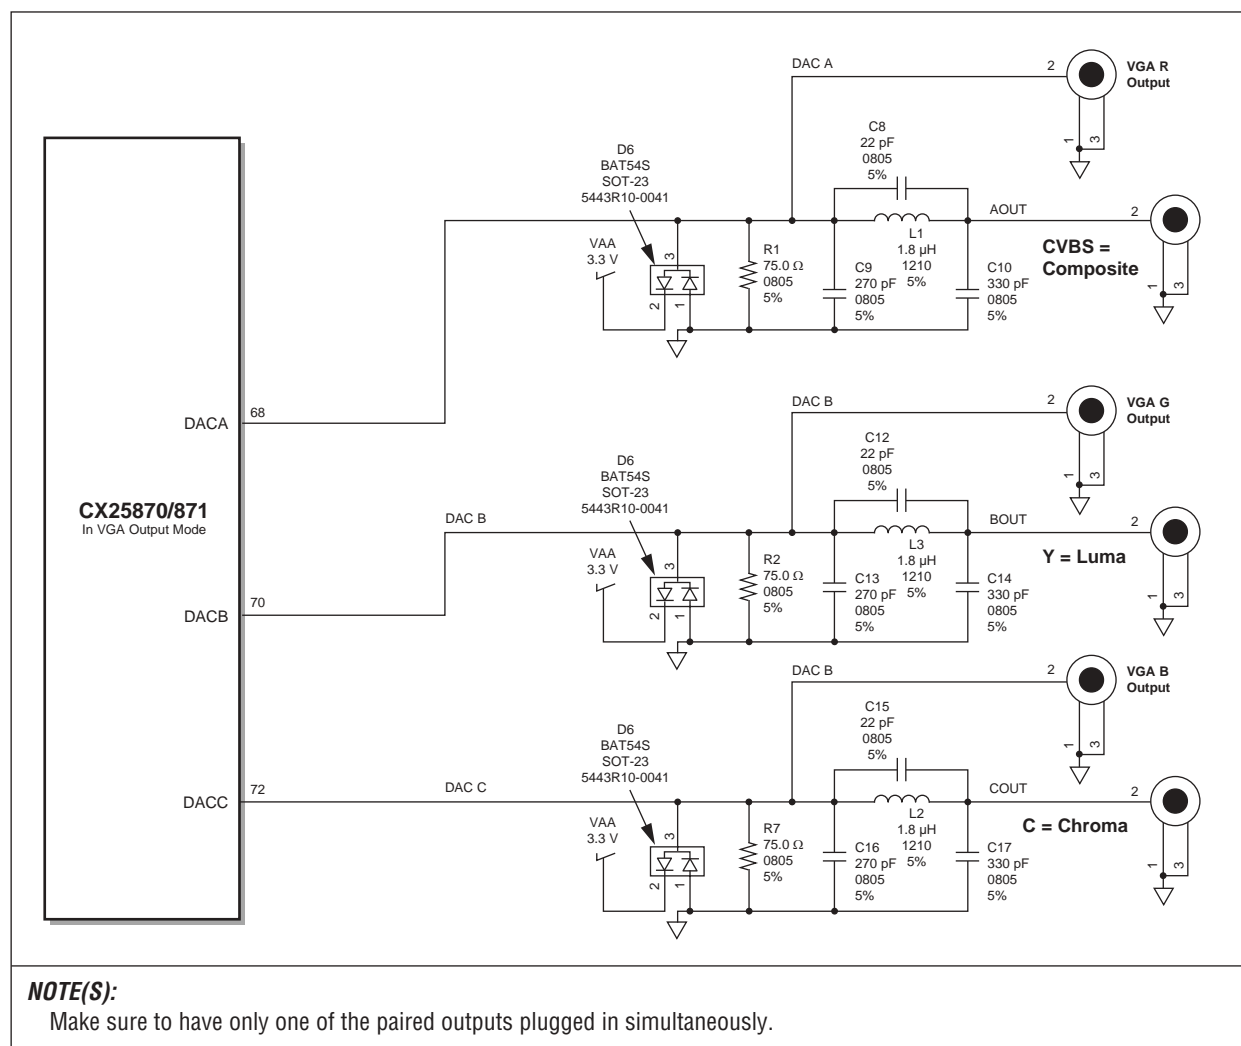 DAC A
2
VGA R
Output
1
3
C8
22 pF
0805
5%
D6
BAT54S
SOT-23
5443R10-0041
VAA
3.3 V
3
2
1
R1
75.0 Ω
0805
5%
C9
270 pF
0805
5%
L1
1.8 µH
1210
5%
C10
330 pF
0805
5%
AOUT
2
CVBS =
Composite
1
3
DACA
68
DAC B
2
VGA G
Output
1
3
C12
22 pF
0805
5%
D6
BAT54S
SOT-23
5443R10-0041
CX25870/871
In VGA Output Mode
DAC B
VAA
3.3 V
3
2
1
R2
75.0 Ω
0805
5%
C13
270 pF
0805
5%
L3
1.8 µH
1210
5%
C14
330 pF
0805
5%
BOUT
2
Y = Luma
1
3
DACB
70
DAC B
2
VGA B
Output
1
3
C15
22 pF
0805
5%
D6
BAT54S
SOT-23
5443R10-0041
DACC
72
DAC C
VAA
3.3 V
3
2
1
R7
75.0 Ω
0805
5%
C16
270 pF
0805
5%
L2
1.8 µH
1210
5%
C17
330 pF
0805
5%
COUT
2
C = Chroma
1
3
NOTE(S):
Make sure to have only one of the paired outputs plugged in simultaneously.